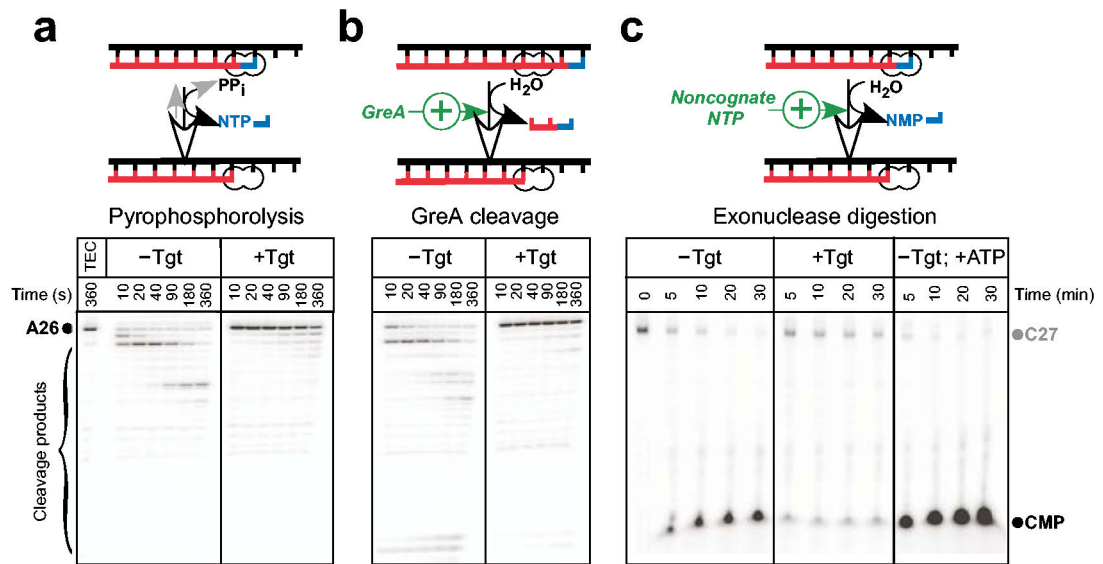 a
b
c
PPi
NTP
GreA
+
H2O
Noncognate
NTP
+
H2O
NMP
Pyrophosphorolysis
GreA cleavage
Exonuclease digestion
TEC
−Tgt
+Tgt
−Tgt
+Tgt
−Tgt
+Tgt
−Tgt; +ATP
Time (s)
360
10
20
40
90
180
360
10
20
40
90
180
360
10
20
40
90
180
360
10
20
40
90
180
360
0
5
10
20
30
5
10
20
30
5
10
20
30
Time (min)
A26
C27
Cleavage products
CMP